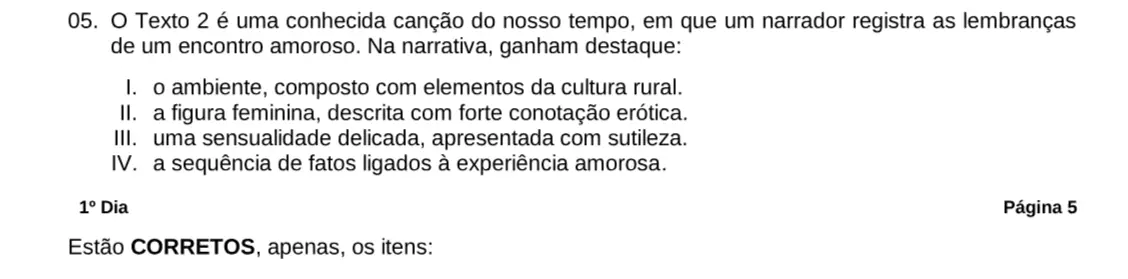 05. O Texto 2 é uma conhecida canção do nosso tempo, em que um narrador registra as lembranças
de um encontro amoroso. Na narrativa, ganham destaque:
I. o ambiente, composto com elementos da cultura rural.
II. a figura feminina, descrita com forte conotação erótica.
III. uma sensualidade delicada, apresentada com sutileza.
IV. a sequência de fatos ligados à experiência amorosa.
1º Dia Página 5
Estão CORRETOS, apenas, os itens: